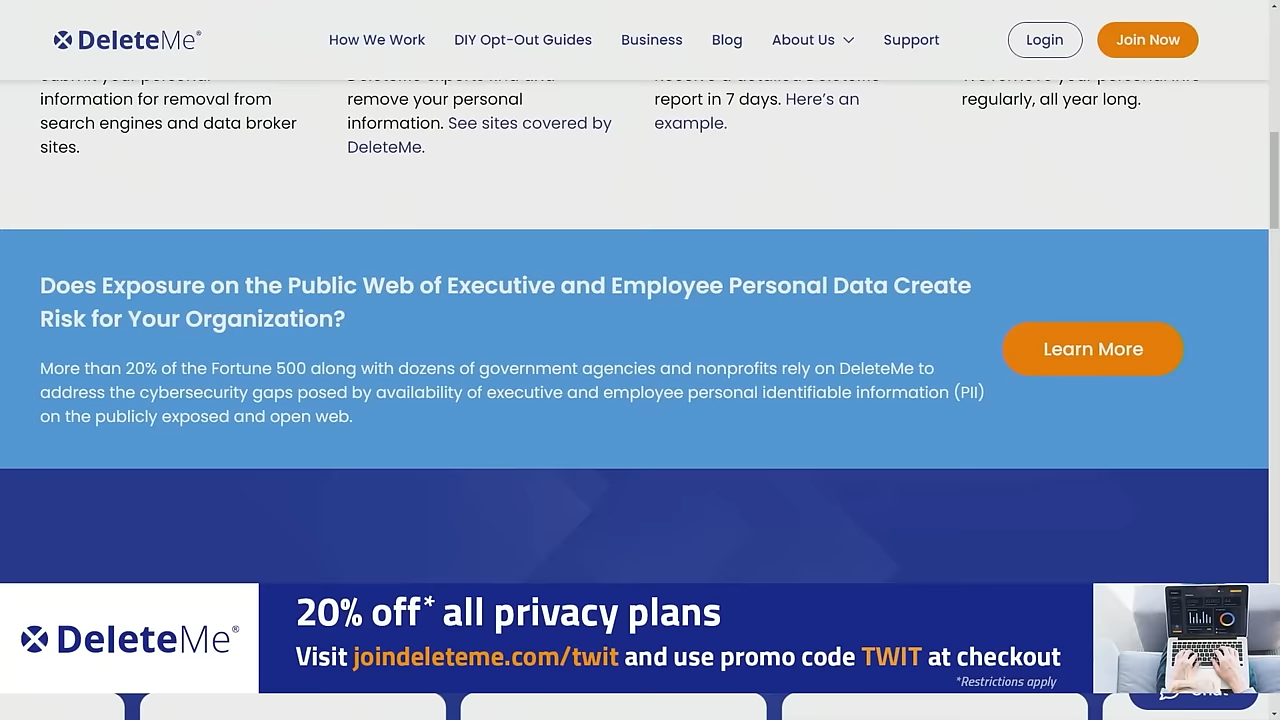 DeleteMe®
How We Work
DIY Opt-Out Guides
Business
Blog
About Us
Support
Login
Join Now
information for removal from
search engines and data broker
sites.
remove your personal
information. See sites covered by
DeleteMe.
report in 7 days. Here’s an
example.
regularly, all year long.
Does Exposure on the Public Web of Executive and Employee Personal Data Create
Risk for Your Organization?
More than 20% of the Fortune 500 along with dozens of government agencies and nonprofits rely on DeleteMe to
address the cybersecurity gaps posed by availability of executive and employee personal identifiable information (PII)
on the publicly exposed and open web.
Learn More
DeleteMe®
20% off* all privacy plans
Visit joindeleteme.com/twit and use promo code TWIT at checkout
*Restrictions apply